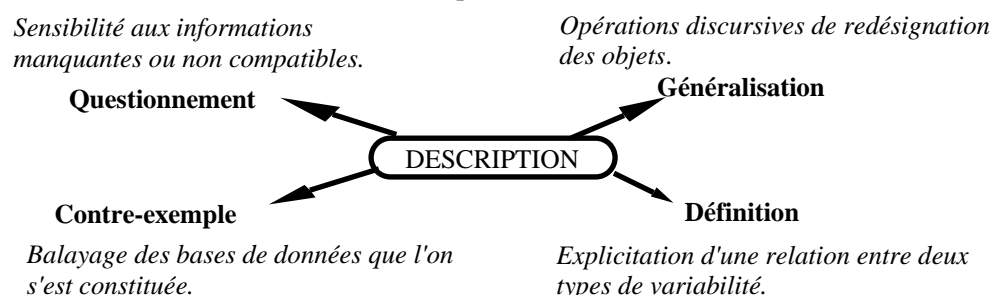 Sensibilité aux informations
manquantes ou non compatibles.
Questionnement
Opérations discursives de redésignation
des objets.
Généralisation
DESCRIPTION
Contre-exemple
Balayage des bases de données que l'on
s'est constituée.
Définition
Explicitation d'une relation entre deux
types de variabilité.